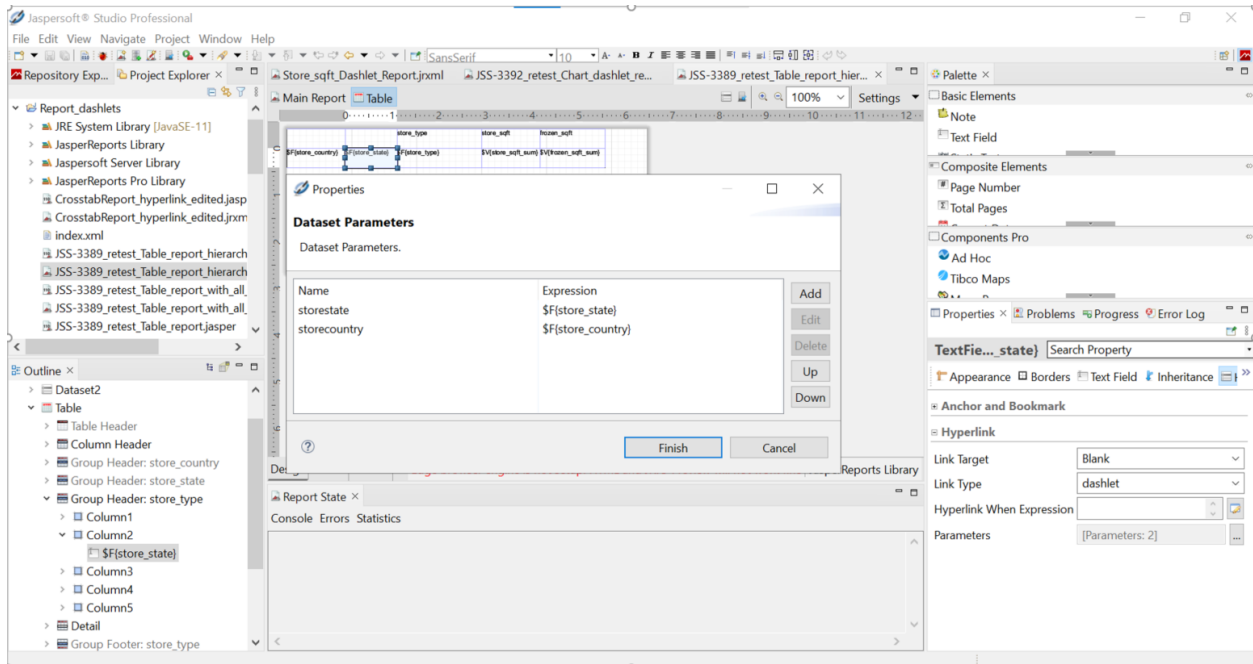 Jaspersoft® Studio Professional
File Edit View Navigate Project Window Help
SansSerif 10
Repository Exp... Project Explorer
Store_sqft_Dashlet_Report.jrxml JSS-3392_retest_Chart_dashlet_re... JSS-3389_retest_Table_report_hier...
Palette
Main Report Table 100% Settings
Report_dashlets
JRE System Library [JavaSE-11]
JasperReports Library
Jaspersoft Server Library
JasperReports Pro Library
CrosstabReport_hyperlink_edited.jasp
CrosstabReport_hyperlink_edited.jrxm
index.xml
JSS-3389_retest_Table_report_hierarch
JSS-3389_retest_Table_report_hierarch
JSS-3389_retest_Table_report_with_all_
JSS-3389_retest_Table_report_with_all_
JSS-3389_retest_Table_report.jasper
store_type store_sqft frozen_sqft
$F{store_country} $F{store_state} $F{store_type} $V{store_sqft_sum} $V{frozen_sqft_sum}
Properties
Dataset Parameters
Dataset Parameters.
Name Expression
storestate $F{store_state}
storecountry $F{store_country}
Add
Edit
Delete
Up
Down
Finish Cancel
Reports Library
Basic Elements
Note
Text Field
Composite Elements
Page Number
Total Pages
Components Pro
Ad Hoc
Tibco Maps
Outline
Dataset2
Table
Table Header
Column Header
Group Header: store_country
Group Header: store_state
Group Header: store_type
Column1
Column2
$F{store_state}
Column3
Column4
Column5
Detail
Group Footer: store_type
Report State
Console Errors Statistics
Properties Problems Progress Error Log
TextFie..._state} Search Property
Appearance Borders Text Field Inheritance
Anchor and Bookmark
Hyperlink
Link Target Blank
Link Type dashlet
Hyperlink When Expression
Parameters [Parameters: 2] ...